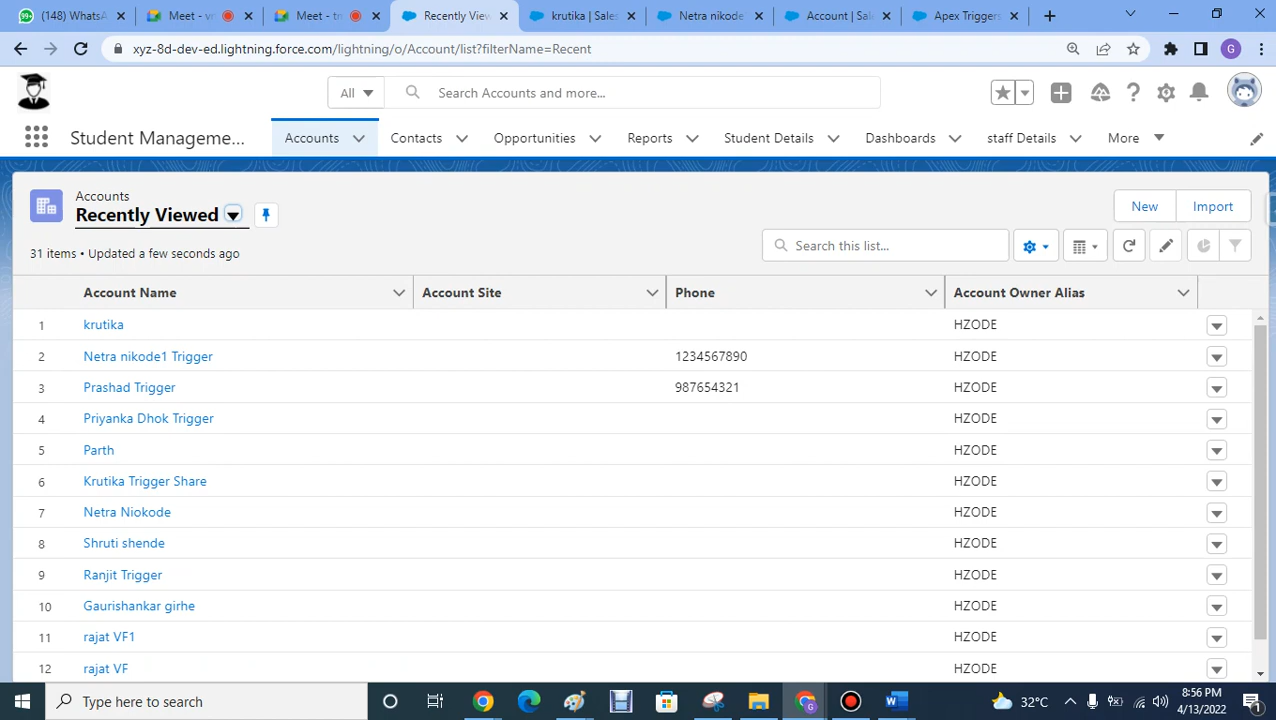 (148) WhatsA
Meet - w
Meet - tr
Recently View
krutika | Sales
Netra nikode
Account | Sal
Apex Triggers
xyz-8d-dev-ed.lightning.force.com/lightning/o/Account/list?filterName=Recent
G
All
Search Accounts and more...
Student Manageme...
Accounts
Contacts
Opportunities
Reports
Student Details
Dashboards
staff Details
More
Accounts
Recently Viewed
New
Import
31 items • Updated a few seconds ago
Search this list...
Account Name
Account Site
Phone
Account Owner Alias
1 krutika HZODE
2 Netra nikode1 Trigger 1234567890 HZODE
3 Prashad Trigger 987654321 HZODE
4 Priyanka Dhok Trigger HZODE
5 Parth HZODE
6 Krutika Trigger Share HZODE
7 Netra Niokode HZODE
8 Shruti shende HZODE
9 Ranjit Trigger HZODE
10 Gaurishankar girhe HZODE
11 rajat VF1 HZODE
12 rajat VF HZODE
Type here to search
32°C
8:56 PM
4/13/2022